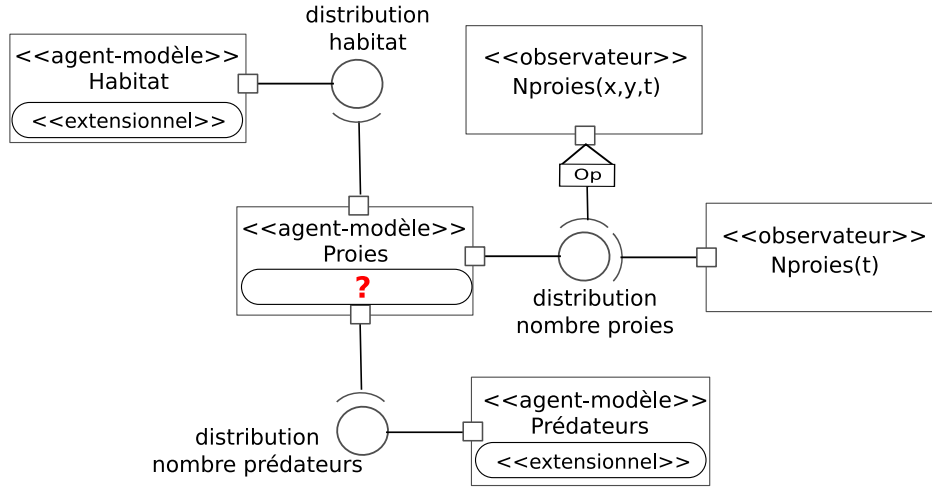 distribution
habitat
<<agent-modèle>>
Habitat
<<extensionnel>>
<<observateur>>
Nproies(x,y,t)
Op
<<agent-modèle>>
Proies
?
<<observateur>>
Nproies(t)
distribution
nombre proies
<<agent-modèle>>
Prédateurs
<<extensionnel>>
distribution
nombre prédateurs